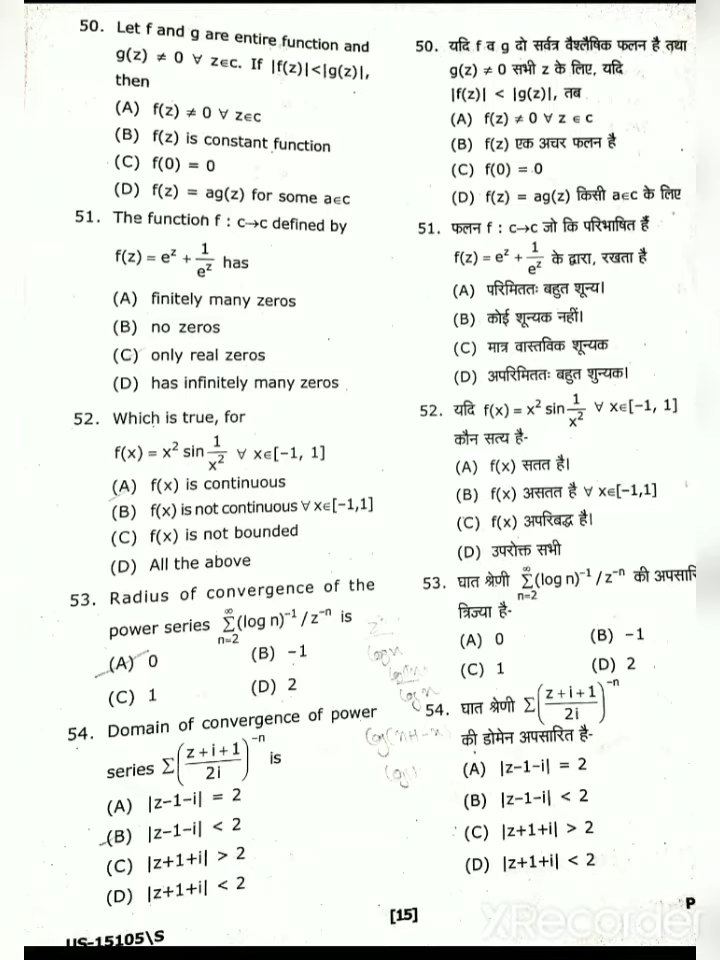 50. Let f and g are entire function and
g(z) ≠ 0 ∀ z∈c. If |f(z)|<|g(z)|,
then
(A) f(z) ≠ 0 ∀ z∈c
(B) f(z) is constant function
(C) f(0) = 0
(D) f(z) = ag(z) for some a∈c
51. The function f : c→c defined by
f(z) = e^z + 1/e^z has
(A) finitely many zeros
(B) no zeros
(C) only real zeros
(D) has infinitely many zeros
52. Which is true, for
f(x) = x² sin 1/x² ∀ x∈[-1, 1]
(A) f(x) is continuous
(B) f(x) is not continuous ∀ x∈[-1,1]
(C) f(x) is not bounded
(D) All the above
53. Radius of convergence of the
power series ∞Σn=2 (log n)⁻¹ / z⁻ⁿ is
(A) 0 (B) -1
(C) 1 (D) 2
54. Domain of convergence of power
series Σ((z+i+1)/2i)⁻ⁿ is
(A) |z-1-i| = 2
(B) |z-1-i| < 2
(C) |z+1+i| > 2
(D) |z+1+i| < 2
50. यदि f व g दो सर्वत्र वैश्लैषिक फलन है तथा
g(z) ≠ 0 सभी z के लिए, यदि
|f(z)| < |g(z)|, तब
(A) f(z) ≠ 0 ∀ z ∈ c
(B) f(z) एक अचर फलन है
(C) f(0) = 0
(D) f(z) = ag(z) किसी a∈c के लिए
51. फलन f : c→c जो कि परिभाषित हैं
f(z) = e^z + 1/e^z के द्वारा, रखता है
(A) परिमिततः बहुत शून्य।
(B) कोई शून्यक नहीं।
(C) मात्र वास्तविक शून्यक
(D) अपरिमिततः बहुत शुन्यक।
52. यदि f(x) = x² sin 1/x² ∀ x∈[-1, 1]
कौन सत्य है-
(A) f(x) सतत है।
(B) f(x) असतत है ∀ x∈[-1,1]
(C) f(x) अपरिबद्ध है।
(D) उपरोक्त सभी
53. घात श्रेणी ∞Σn=2 (log n)⁻¹ / z⁻ⁿ की अपसारि
त्रिज्या है-
(A) 0 (B) -1
(C) 1 (D) 2
54. घात श्रेणी Σ((z+i+1)/2i)⁻ⁿ
की डोमेन अपसारित है-
(A) |z-1-i| = 2
(B) |z-1-i| < 2
(C) |z+1+i| > 2
(D) |z+1+i| < 2
[15]
P
US-15105\S
XRecorder